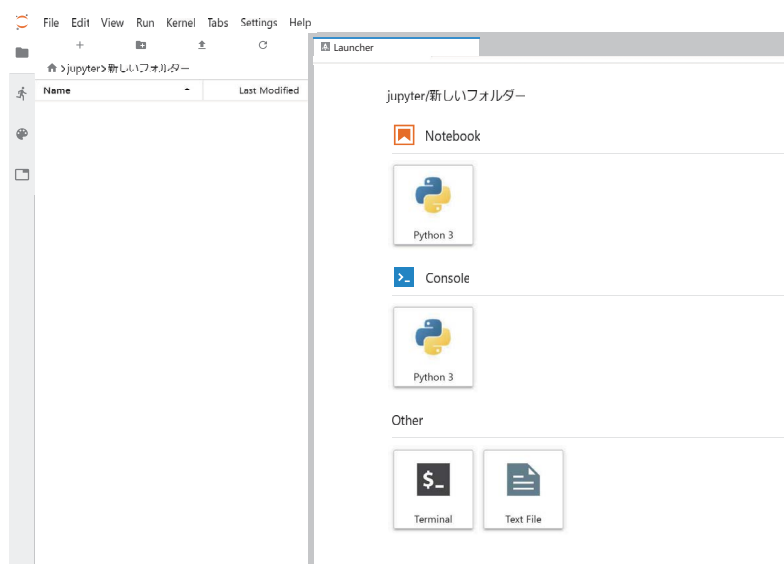 File Edit View Run Kernel Tabs Settings Help
Launcher
>jupyter>新しいフォルダー
Name Last Modified
jupyter/新しいフォルダー
Notebook
Python 3
Console
Python 3
Other
$_
Terminal Text File